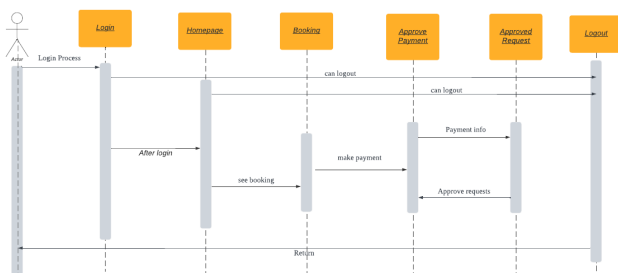 Login
Homepage
Booking
Approve
Payment
Approved
Request
Logout
Actor
Login Process
can logout
can logout
Payment info
After login
make payment
see booking
Approve requests
Return